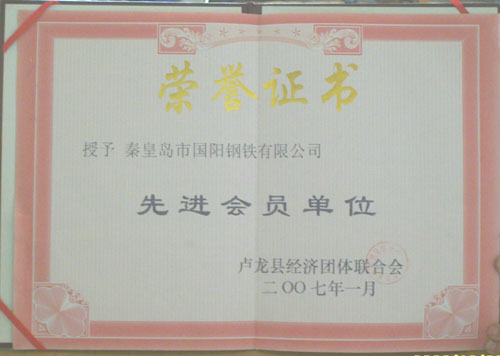 荣誉证书
授予 秦皇岛市国阳钢铁有限公司
先进会员单位
卢龙县经济团体联合会
二〇〇七年一月